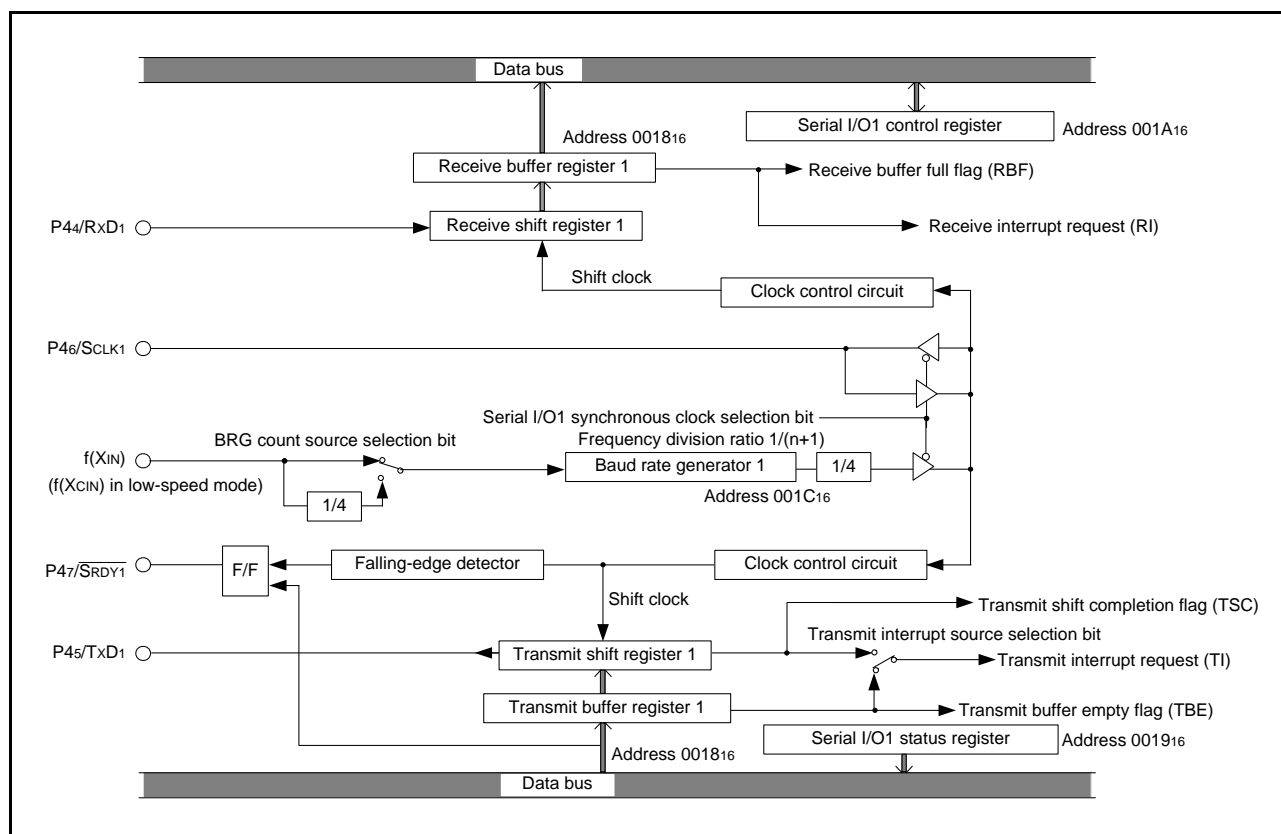 Data bus
Serial I/O1 control register
Address 001A16
Address 001816
Receive buffer register 1
Receive buffer full flag (RBF)
P44/RXD1
Receive shift register 1
Receive interrupt request (RI)
Shift clock
Clock control circuit
P46/SCLK1
Serial I/O1 synchronous clock selection bit
BRG count source selection bit
Frequency division ratio 1/(n+1)
f(XIN)
Baud rate generator 1
1/4
(f(XCIN) in low-speed mode)
1/4
Address 001C16
P47/SRDY1
F/F
Falling-edge detector
Clock control circuit
Shift clock
Transmit shift completion flag (TSC)
Transmit interrupt source selection bit
P45/TXD1
Transmit shift register 1
Transmit interrupt request (TI)
Transmit buffer register 1
Transmit buffer empty flag (TBE)
Serial I/O1 status register
Address 001916
Address 001816
Data bus